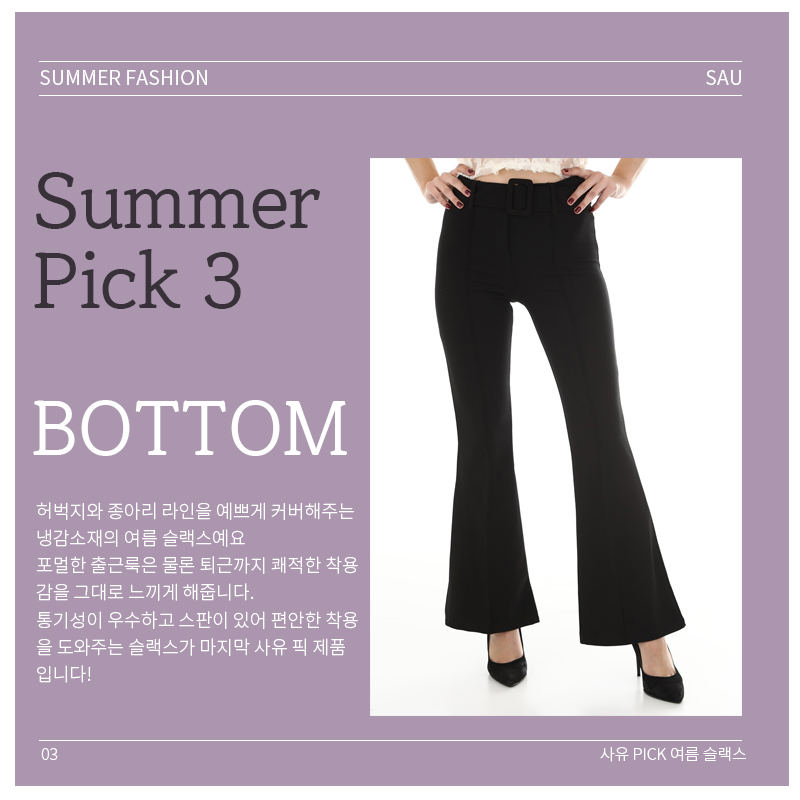 SUMMER FASHION
SAU
Summer
Pick 3
BOTTOM
허벅지와 종아리 라인을 예쁘게 커버해주는
냉감소재의 여름 슬랙스예요
포멀한 출근룩은 물론 퇴근까지 쾌적한 착용
감을 그대로 느끼게 해줍니다.
통기성이 우수하고 스판이 있어 편안한 착용
을 도와주는 슬랙스가 마지막 사유 픽 제품
입니다!
03
사유 PICK 여름 슬랙스